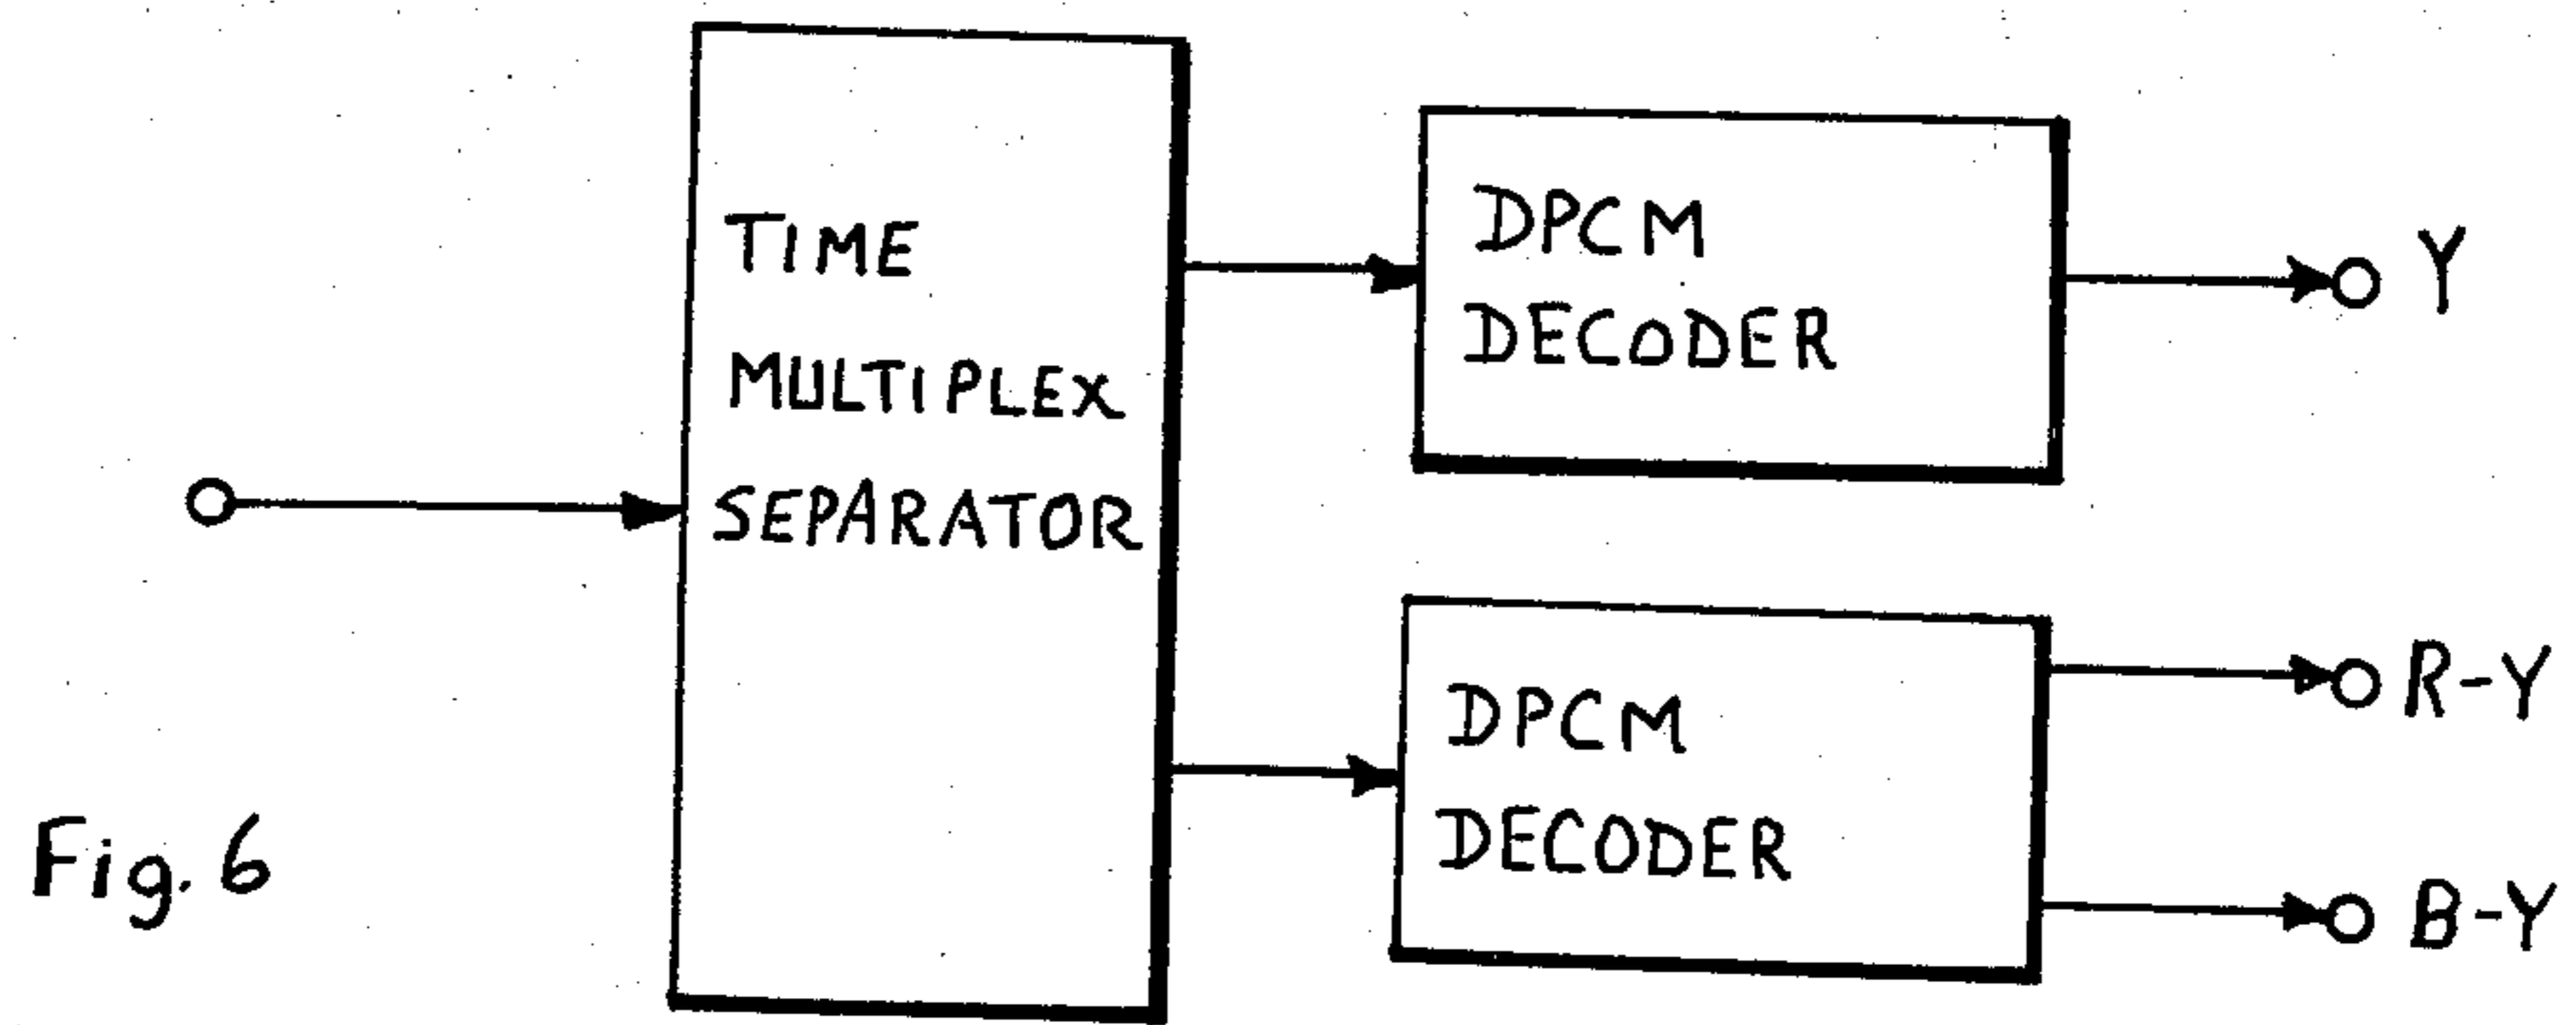 TIME
MULTIPLEX
SEPARATOR
DPCM
DECODER
Y
DPCM
DECODER
R-Y
B-Y
Fig. 6